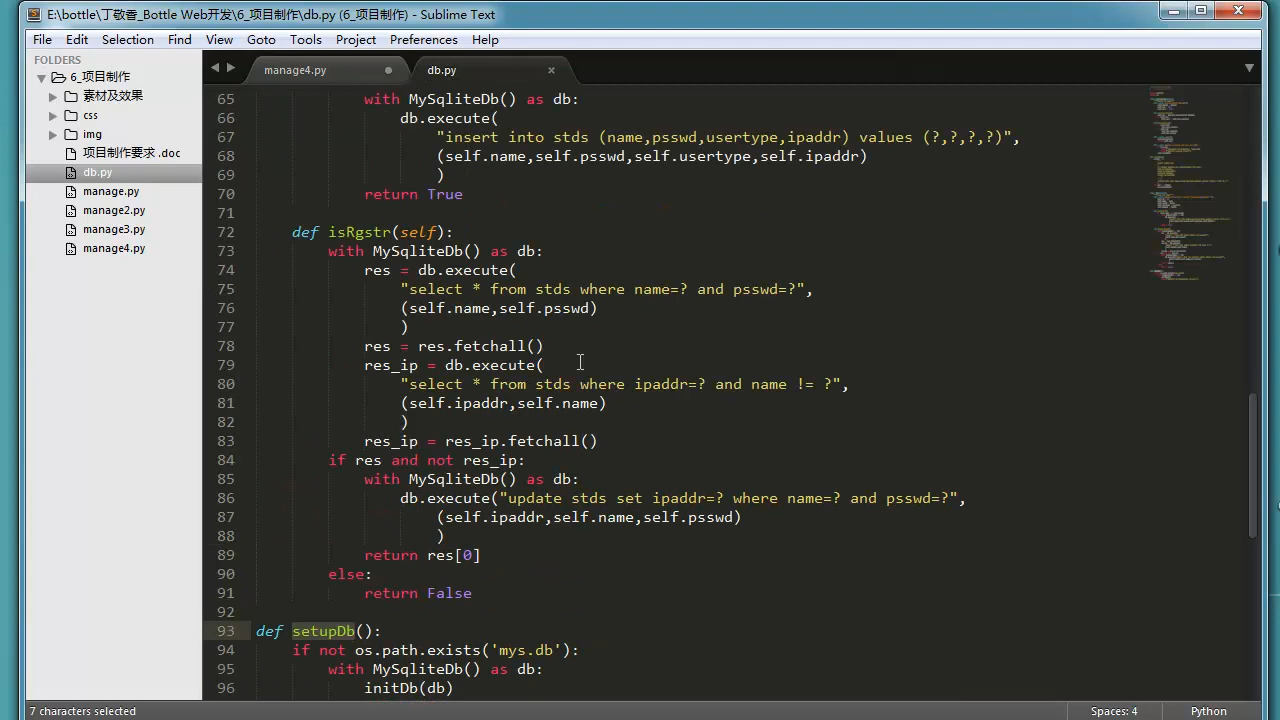 E:\bottle\丁敬香_Bottle Web开发\6_项目制作\db.py (6_项目制作) - Sublime Text
File Edit Selection Find View Goto Tools Project Preferences Help
FOLDERS
6_项目制作
素材及效果
css
img
项目制作要求.doc
db.py
manage.py
manage2.py
manage3.py
manage4.py
manage4.py db.py
65 with MySqliteDb() as db:
66 db.execute(
67 "insert into stds (name,psswd,usertype,ipaddr) values (?,?,?,?)",
68 (self.name,self.psswd,self.usertype,self.ipaddr)
69 )
70 return True
71
72 def isRgstr(self):
73 with MySqliteDb() as db:
74 res = db.execute(
75 "select * from stds where name=? and psswd=?",
76 (self.name,self.psswd)
77 )
78 res = res.fetchall()
79 res_ip = db.execute(
80 "select * from stds where ipaddr=? and name != ?",
81 (self.ipaddr,self.name)
82 )
83 res_ip = res_ip.fetchall()
84 if res and not res_ip:
85 with MySqliteDb() as db:
86 db.execute("update stds set ipaddr=? where name=? and psswd=?",
87 (self.ipaddr,self.name,self.psswd)
88 )
89 return res[0]
90 else:
91 return False
92
93 def setupDb():
94 if not os.path.exists('mys.db'):
95 with MySqliteDb() as db:
96 initDb(db)
7 characters selected Spaces: 4 Python